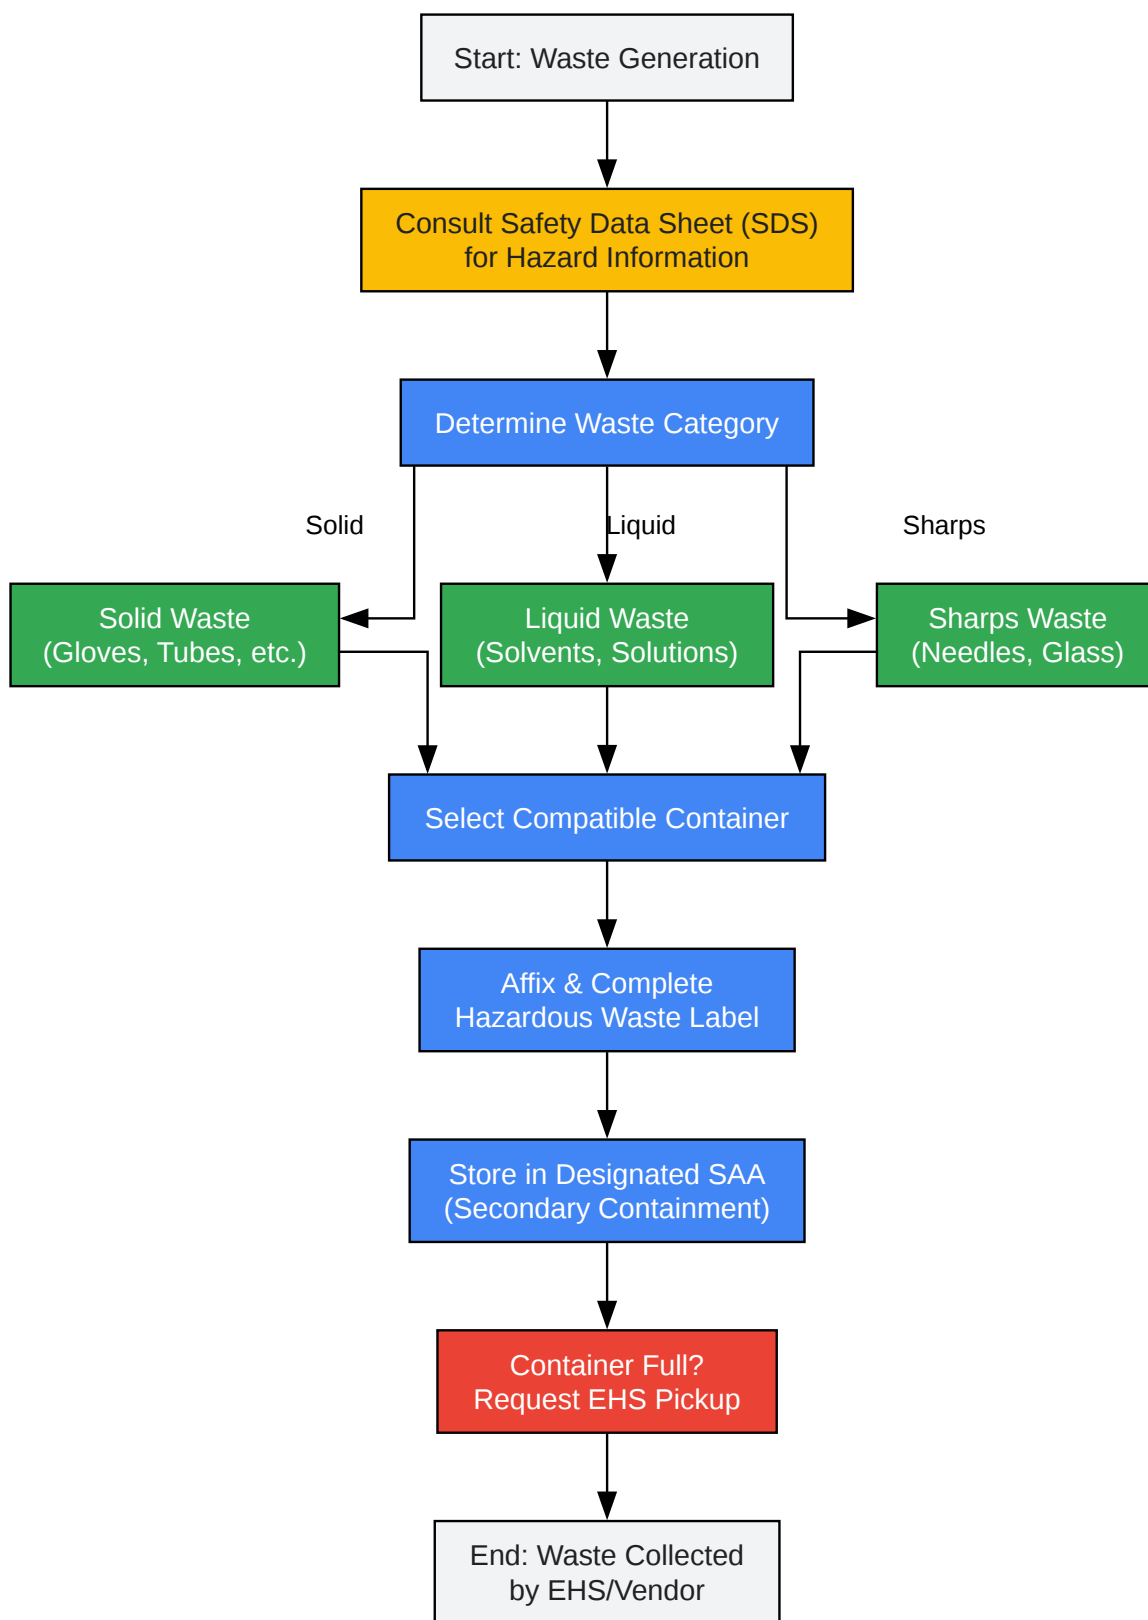 Start: Waste Generation
Consult Safety Data Sheet (SDS)
for Hazard Information
Determine Waste Category
Solid
Liquid
Sharps
Solid Waste
(Gloves, Tubes, etc.)
Liquid Waste
(Solvents, Solutions)
Sharps Waste
(Needles, Glass)
Select Compatible Container
Affix & Complete
Hazardous Waste Label
Store in Designated SAA
(Secondary Containment)
Container Full?
Request EHS Pickup
End: Waste Collected
by EHS/Vendor